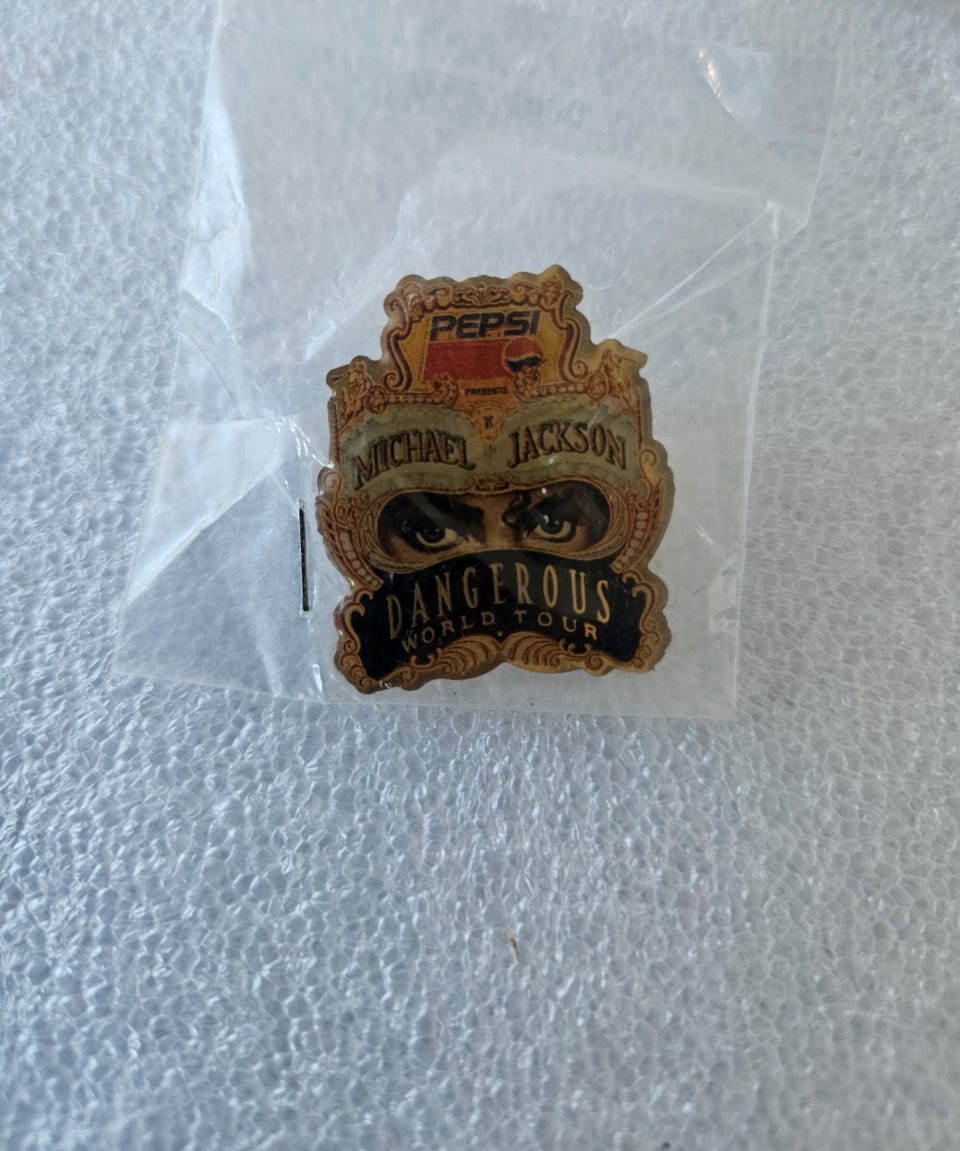 PEPSI
PRESENTS
MICHAEL JACKSON
DANGEROUS
WORLD TOUR